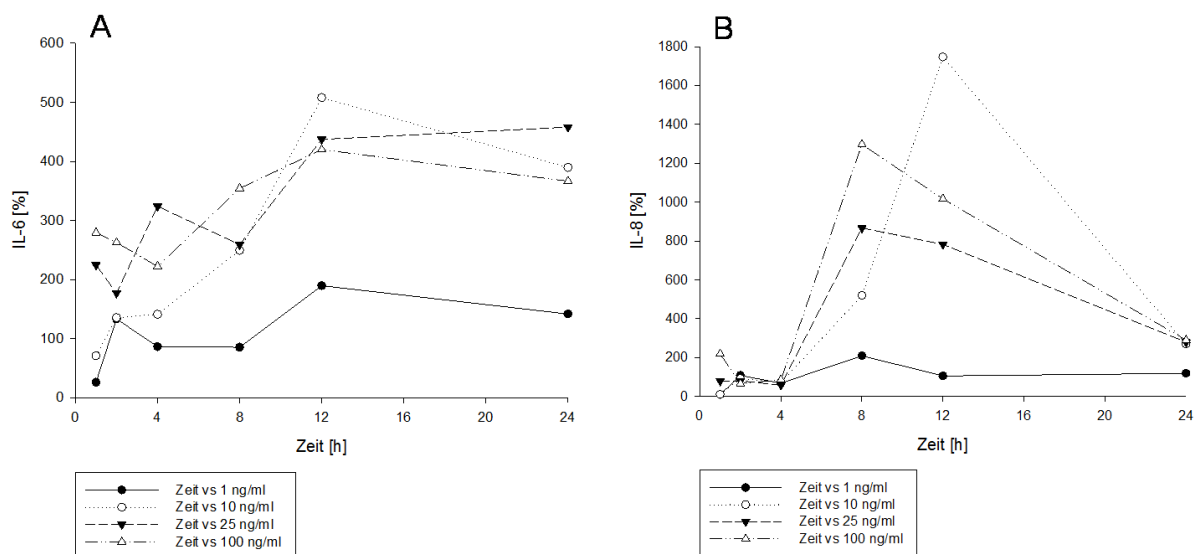 A
600
500
400
300
200
100
0
IL-6 [%]
0 4 8 12 16 20 24
Zeit [h]
Zeit vs 1 ng/ml
Zeit vs 10 ng/ml
Zeit vs 25 ng/ml
Zeit vs 100 ng/ml
B
1800
1600
1400
1200
1000
800
600
400
200
0
IL-8 [%]
0 4 8 12 16 20 24
Zeit [h]
Zeit vs 1 ng/ml
Zeit vs 10 ng/ml
Zeit vs 25 ng/ml
Zeit vs 100 ng/ml